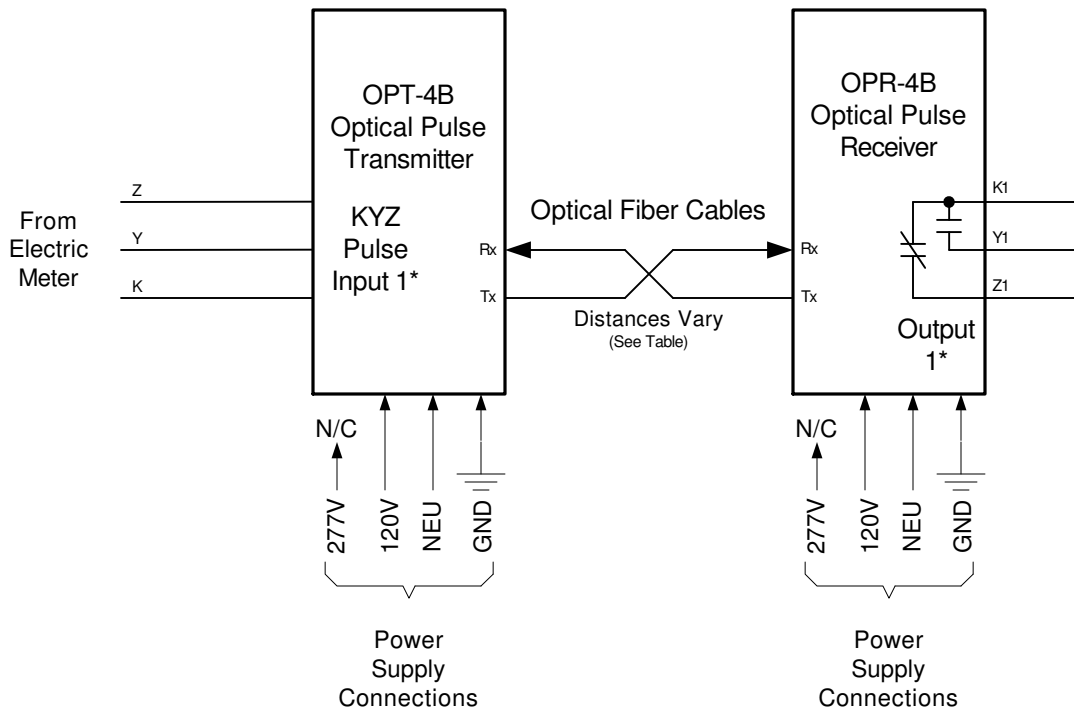 OPT-4B
Optical Pulse
Transmitter
KYZ
Pulse
Input 1*
Rx
Tx
From
Electric
Meter
Z
Y
K
Optical Fiber Cables
Distances Vary
(See Table)
OPR-4B
Optical Pulse
Receiver
Rx
Tx
K1
Y1
Z1
Output
1*
N/C
277V
120V
NEU
GND
Power
Supply
Connections
N/C
277V
120V
NEU
GND
Power
Supply
Connections